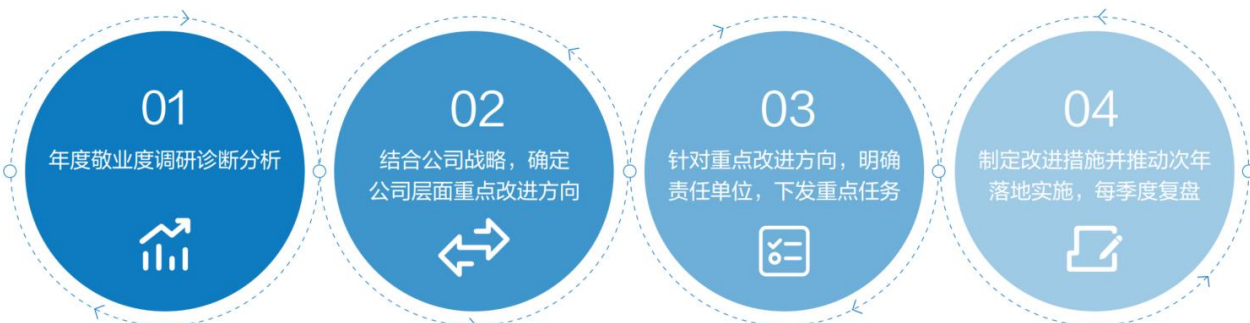 01
年度敬业度调研诊断分析
02
结合公司战略，确定
公司层面重点改进方向
03
针对重点改进方向，明确
责任单位，下发重点任务
04
制定改进措施并推动次年
落地实施，每季度复盘